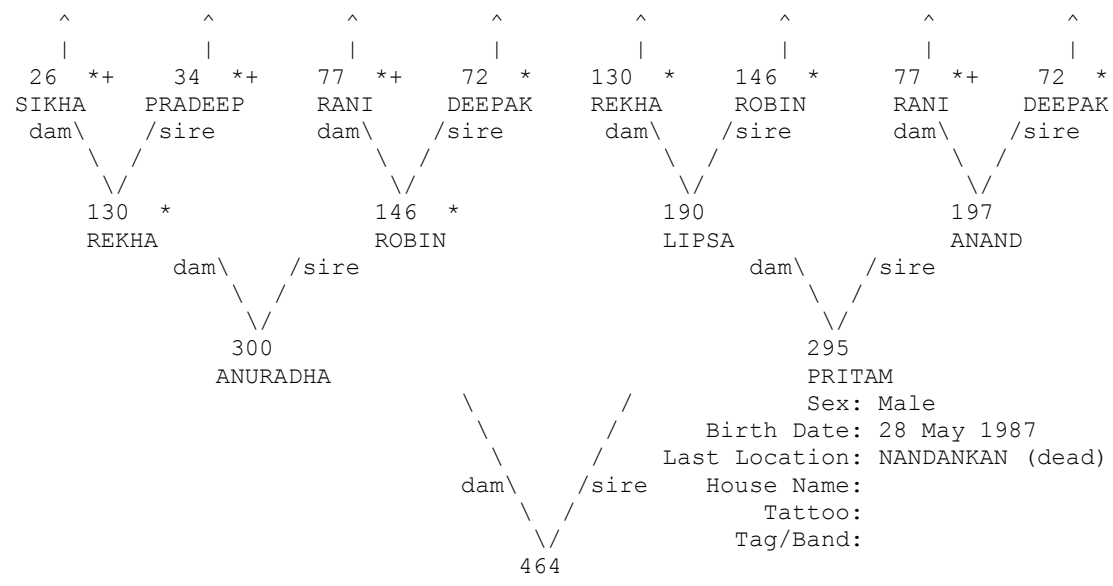 ^ ^ ^ ^ ^ ^ ^ ^
| | | | | | | |
26 *+ 34 *+ 77 *+ 72 * 130 * 146 * 77 *+ 72 *
SIKHA PRADEEP RANI DEEPAK REKHA ROBIN RANI DEEPAK
dam\ /sire dam\ /sire dam\ /sire dam\ /sire
\ / \ / \ / \ /
\/ \/ \/ \/
130 * 146 * 190 197
REKHA ROBIN LIPSA ANAND
dam\ /sire dam\ /sire
\ / \ /
\/ \/
300 295
ANURADHA PRITAM
\ / Sex: Male
\ / Birth Date: 28 May 1987
\ / Last Location: NANDANKAN (dead)
dam\ /sire House Name:
\ / Tattoo:
\/ Tag/Band:
464